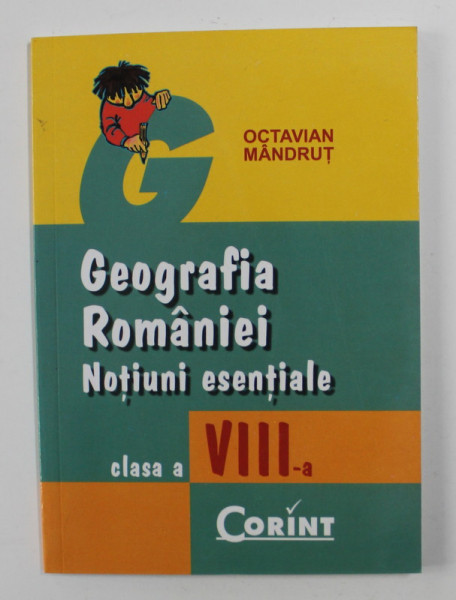 G
OCTAVIAN
MÂNDRUȚ
Geografia
României
Noțiuni esențiale
clasa a VIII-a
CORINT